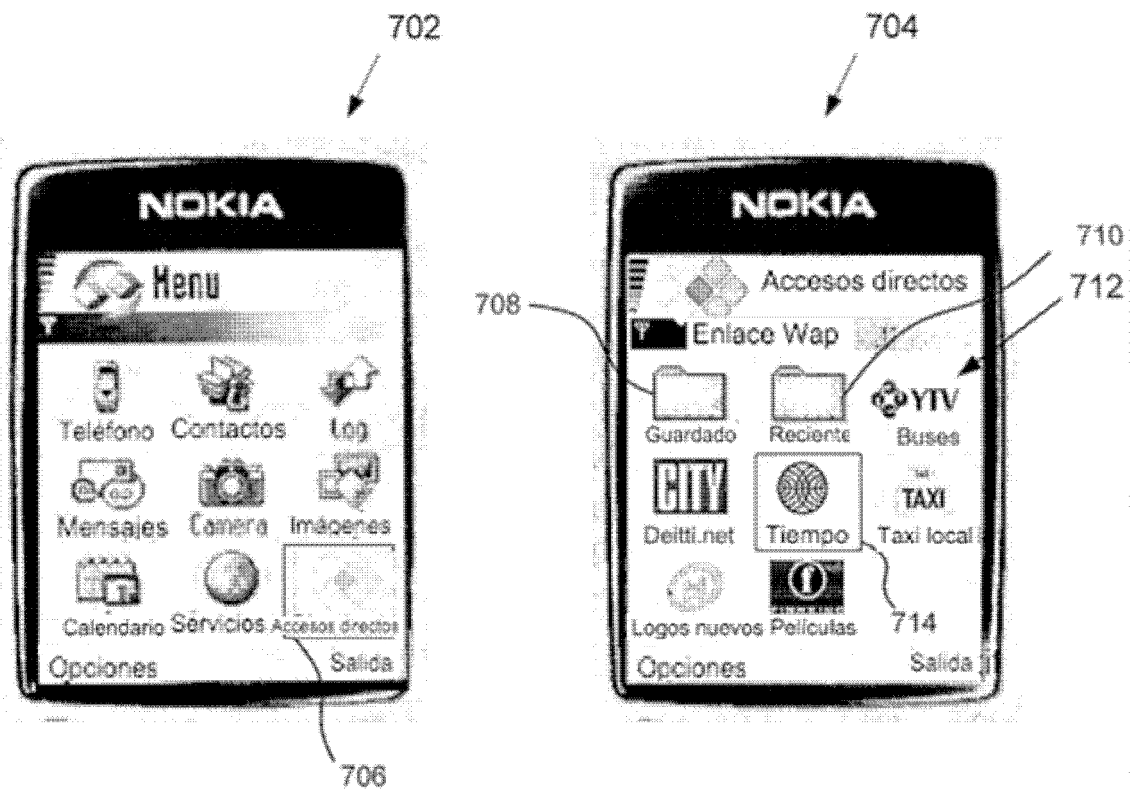 702
704
NOKIA
Menu
Teléfono Contactos Log
Mensajes Camera Imágenes
Calendario Servicios Accesos directos
Opciones Salida
706
NOKIA
Accesos directos
Enlace Wap
708
710
712
Guardado Reciente YTV Buses
CITY TAXI
Deitti.net Tiempo Taxi local
Logos nuevos Películas
714
Opciones Salida